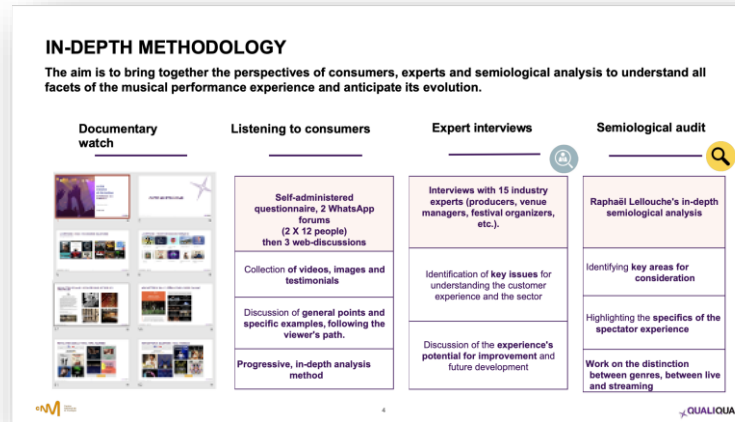 IN-DEPTH METHODOLOGY
The aim is to bring together the perspectives of consumers, experts and semiological analysis to understand all
facets of the musical performance experience and anticipate its evolution.
Documentary
watch
Listening to consumers
Expert interviews
Semiological audit
Self-administered
questionnaire, 2 WhatsApp
forums
(2 X 12 people)
then 3 web-discussions
Collection of videos, images and
testimonials
Discussion of general points and
specific examples, following the
viewer's path.
Progressive, in-depth analysis
method
Interviews with 15 industry
experts (producers, venue
managers, festival organizers,
etc.).
Identification of key issues for
understanding the customer
experience and the sector
Discussion of the experience's
potential for improvement and
future development
Raphaël Lellouche's in-depth
semiological analysis
Identifying key areas for
consideration
Highlighting the specifics of the
spectator experience
Work on the distinction
between genres, between live
and streaming
4
QUALIQUA